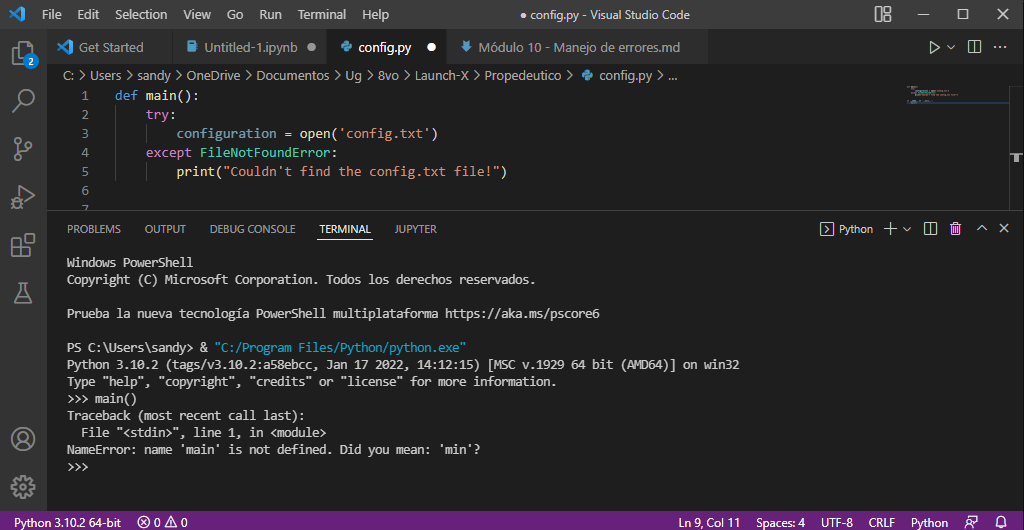 File Edit Selection View Go Run Terminal Help ● config.py - Visual Studio Code
Get Started Untitled-1.ipynb ● config.py ● Módulo 10 - Manejo de errores.md
C: > Users > sandy > OneDrive > Documentos > Ug > 8vo > Launch-X > Propedeutico > config.py > ...
1 def main():
2 try:
3 configuration = open('config.txt')
4 except FileNotFoundError:
5 print("Couldn't find the config.txt file!")
6
7
2
PROBLEMS OUTPUT DEBUG CONSOLE TERMINAL JUPYTER Python
Windows PowerShell
Copyright (C) Microsoft Corporation. Todos los derechos reservados.
Prueba la nueva tecnología PowerShell multiplataforma https://aka.ms/pscore6
PS C:\Users\sandy> & "C:/Program Files/Python/python.exe"
Python 3.10.2 (tags/v3.10.2:a58ebcc, Jan 17 2022, 14:12:15) [MSC v.1929 64 bit (AMD64)] on win32
Type "help", "copyright", "credits" or "license" for more information.
>>> main()
Traceback (most recent call last):
File "<stdin>", line 1, in <module>
NameError: name 'main' is not defined. Did you mean: 'min'?
>>>
Python 3.10.2 64-bit 0 0 Ln 9, Col 11 Spaces: 4 UTF-8 CRLF Python